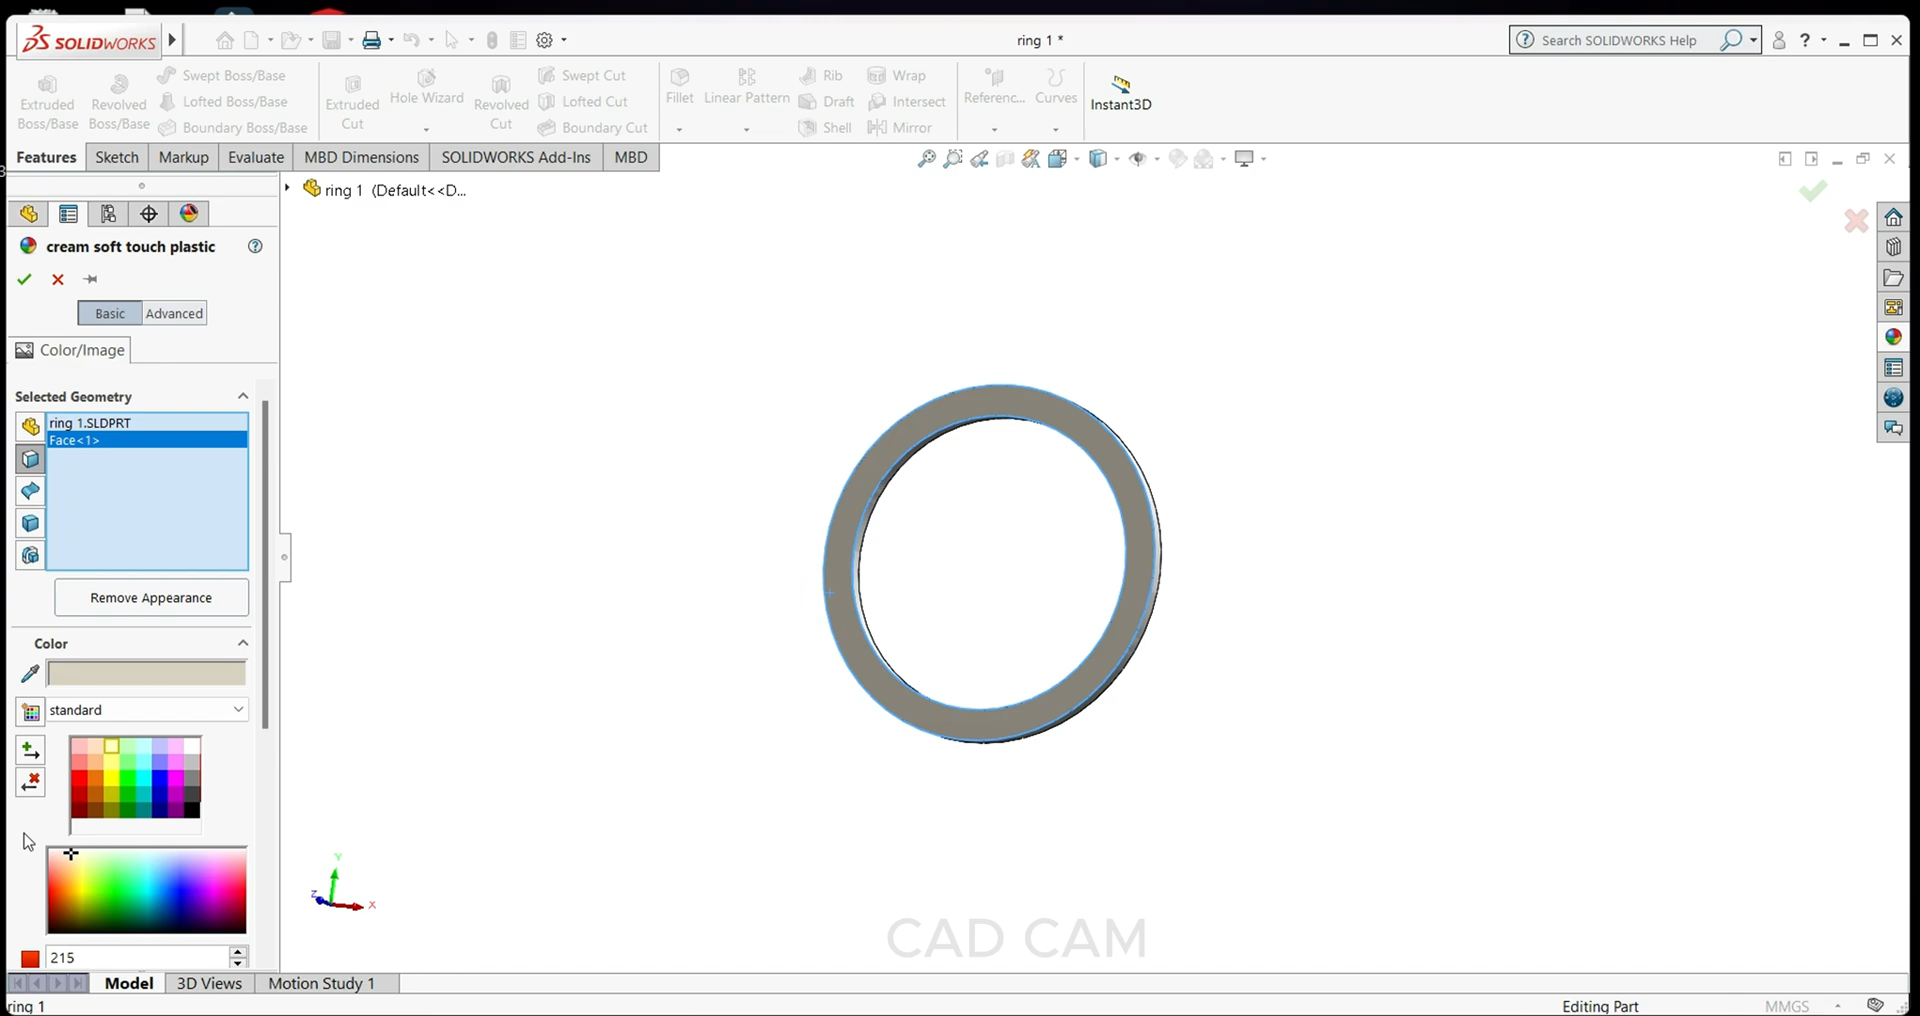 SOLIDWORKS
ring 1 *
Search SOLIDWORKS Help
Extruded Boss/Base
Revolved Boss/Base
Swept Boss/Base
Lofted Boss/Base
Boundary Boss/Base
Extruded Cut
Hole Wizard
Revolved Cut
Swept Cut
Lofted Cut
Boundary Cut
Fillet
Linear Pattern
Rib
Draft
Shell
Wrap
Intersect
Mirror
Referenc...
Curves
Instant3D
Features
Sketch
Markup
Evaluate
MBD Dimensions
SOLIDWORKS Add-Ins
MBD
ring 1 (Default<<D...
cream soft touch plastic
Basic
Advanced
Color/Image
Selected Geometry
ring 1.SLDPRT
Face<1>
Remove Appearance
Color
standard
215
Y
Z
X
CAD CAM
Model
3D Views
Motion Study 1
ring 1
Editing Part
MMGS